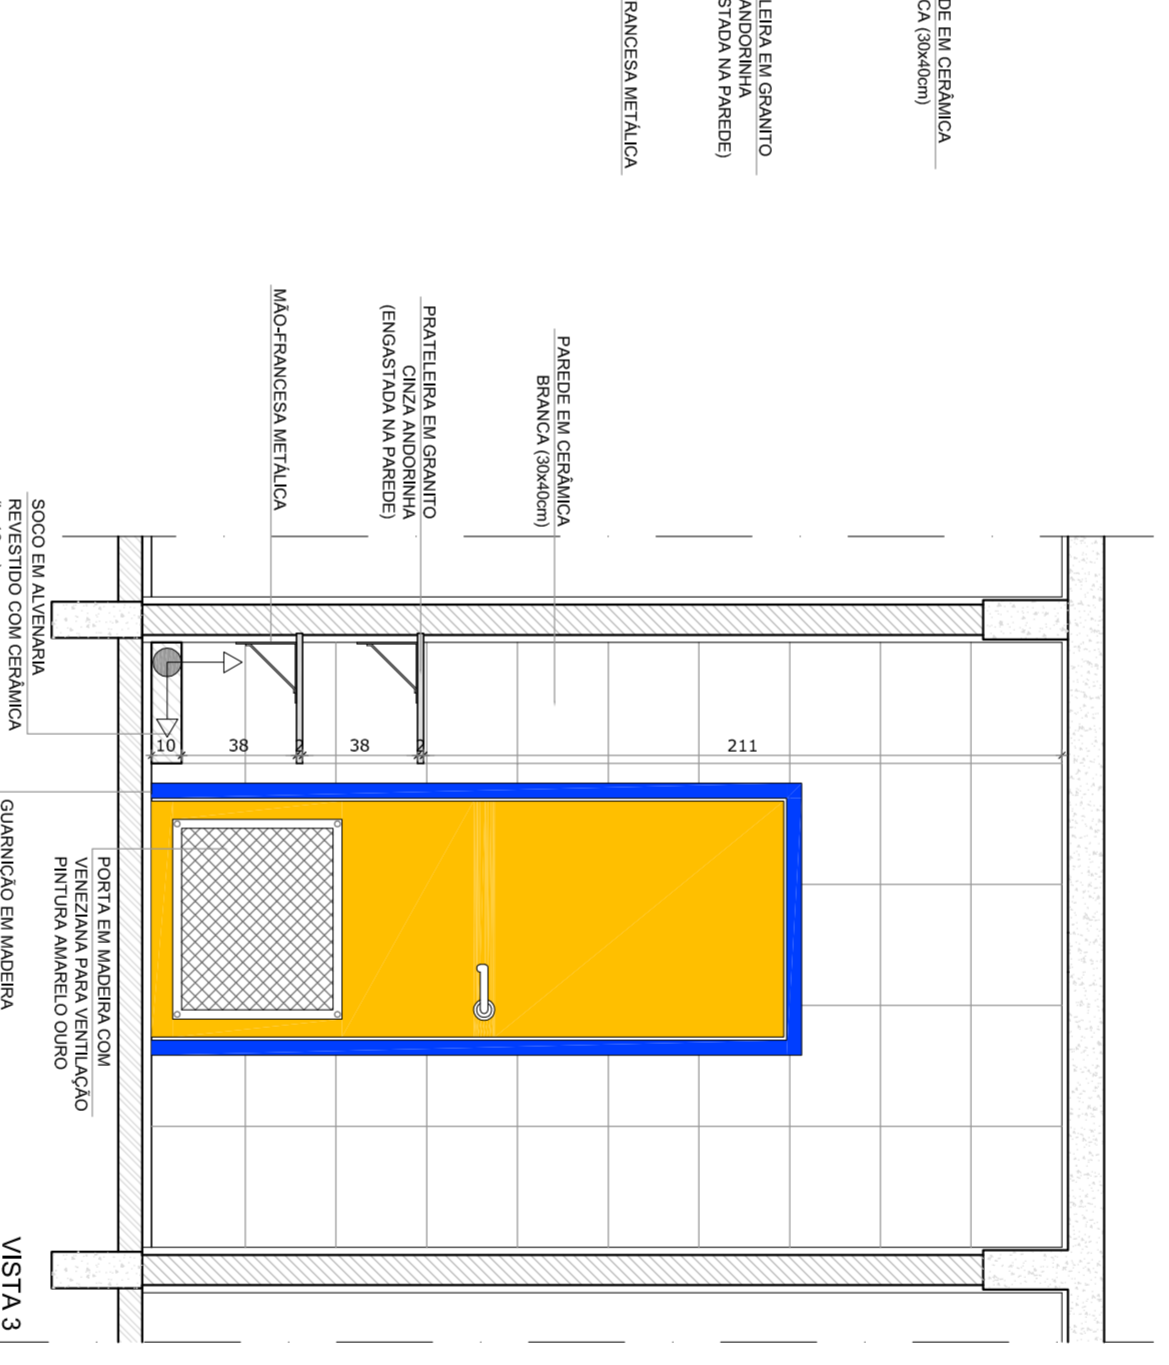 DE EM CERÂMICA
CA (30x40cm)
LEIRA EM GRANITO
ANDORINHA
STADA NA PAREDE)
RANCESA METÁLICA
PAREDE EM CERÂMICA
BRANCA (30x40cm)
PRATELEIRA EM GRANITO
CINZA ANDORINHA
(ENGASTADA NA PAREDE)
MÃO-FRANCESA METÁLICA
SOCO EM ALVENARIA
REVESTIDO COM CERÂMICA
211
2
38
2
38
10
PORTA EM MADEIRA COM
VENEZIANA PARA VENTILAÇÃO
PINTURA AMARELO OURO
GUARNIÇÃO EM MADEIRA
VISTA 3